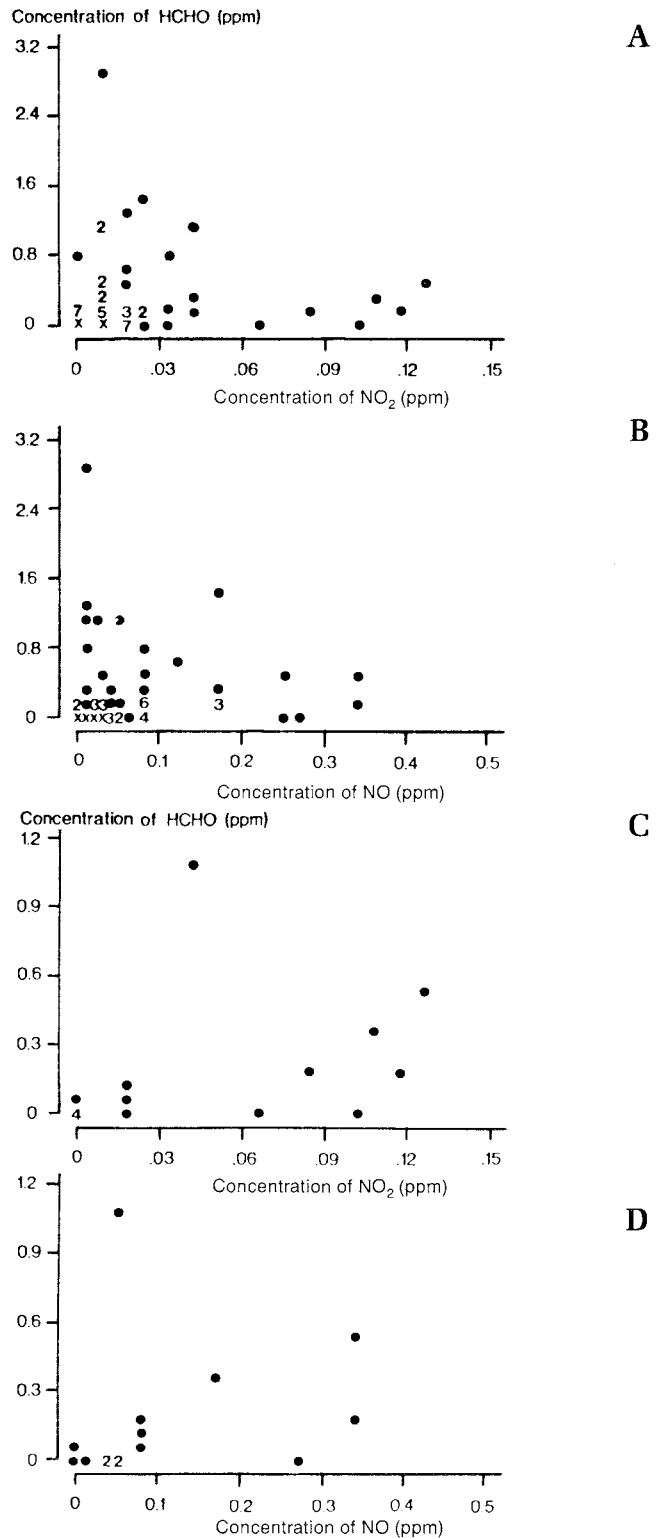 Concentration of HCHO (ppm)
A
3.2
2.4
1.6
2
0.8
2
2
7 5 3 2
0 x x 7
0 .03 .06 .09 .12 .15
Concentration of NO2 (ppm)
B
3.2
2.4
1.6
2
0.8
2 3 3 6 3
0 xxxx32 4
0 0.1 0.2 0.3 0.4 0.5
Concentration of NO (ppm)
Concentration of HCHO (ppm)
C
1.2
0.9
0.6
0.3
0 4
0 .03 .06 .09 .12 .15
Concentration of NO2 (ppm)
D
1.2
0.9
0.6
0.3
0 22
0 0.1 0.2 0.3 0.4 0.5
Concentration of NO (ppm)